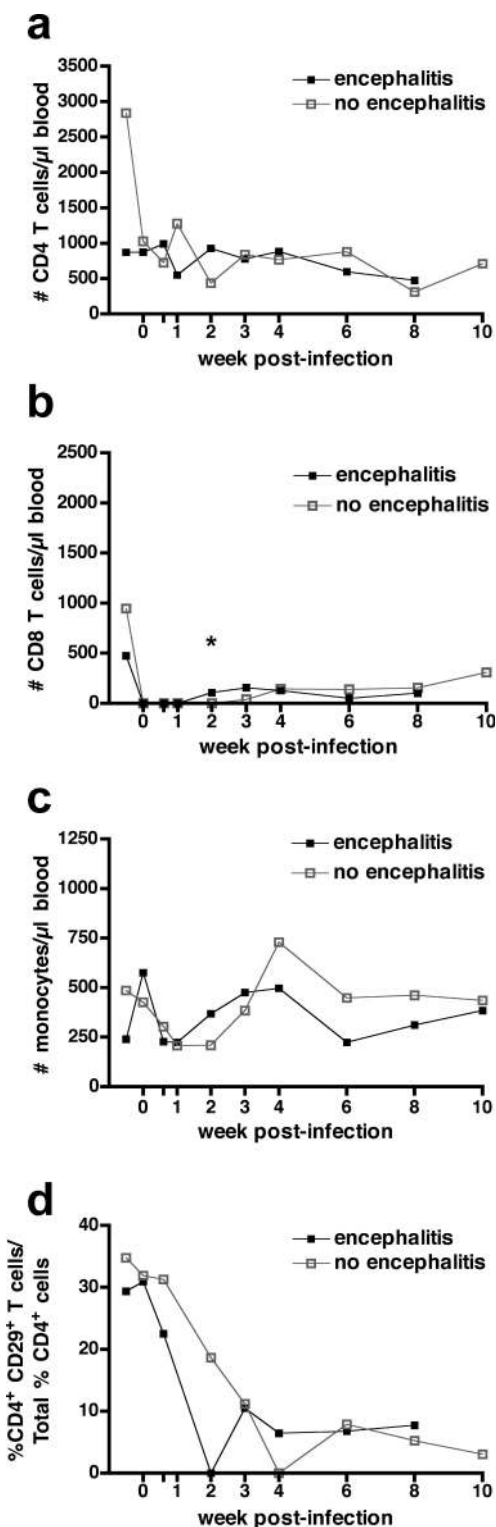 a
# CD4 T cells/µl blood
3500
3000
2500
2000
1500
1000
500
0
encephalitis
no encephalitis
0 1 2 3 4 6 8 10
week post-infection
b
# CD8 T cells/µl blood
2500
2000
1500
1000
500
0
encephalitis
no encephalitis
*
0 1 2 3 4 6 8 10
week post-infection
c
# monocytes/µl blood
1250
1000
750
500
250
0
encephalitis
no encephalitis
0 1 2 3 4 6 8 10
week post-infection
d
%CD4⁺ CD29⁺ T cells/
Total % CD4⁺ cells
40
30
20
10
0
encephalitis
no encephalitis
0 1 2 3 4 6 8 10
week post-infection